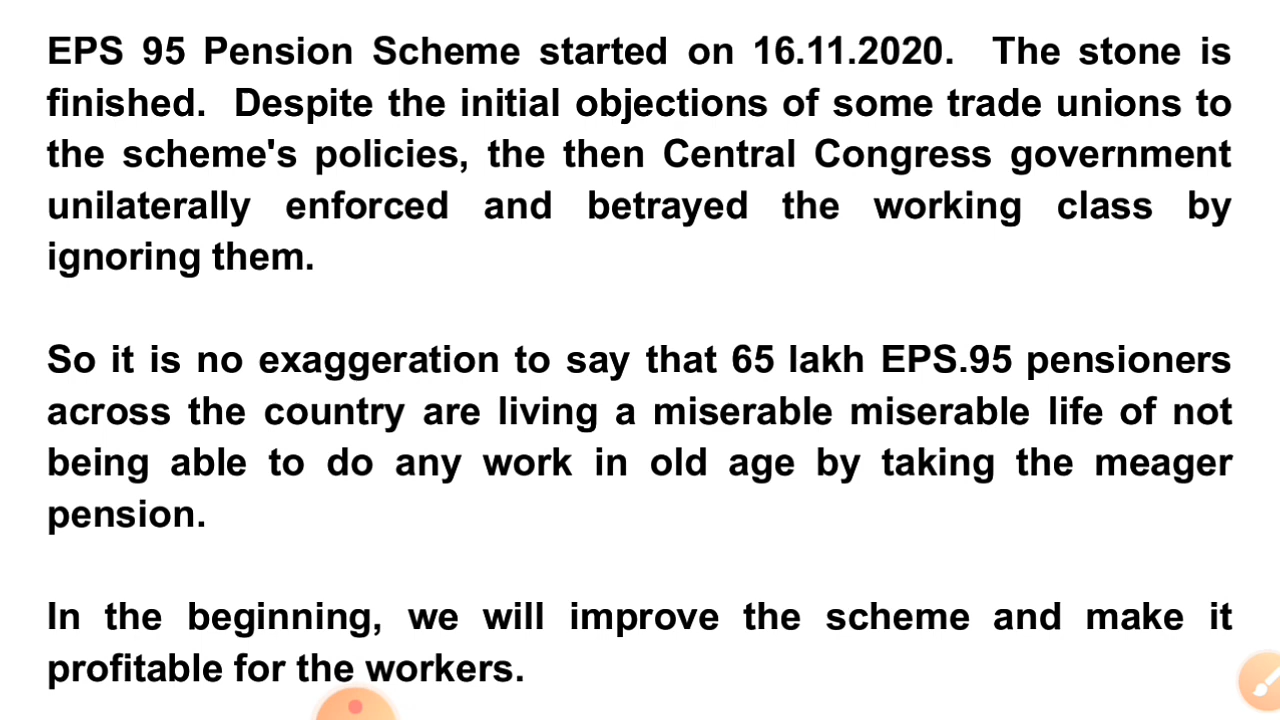 EPS 95 Pension Scheme started on 16.11.2020. The stone is
finished. Despite the initial objections of some trade unions to
the scheme's policies, the then Central Congress government
unilaterally enforced and betrayed the working class by
ignoring them.
So it is no exaggeration to say that 65 lakh EPS.95 pensioners
across the country are living a miserable miserable life of not
being able to do any work in old age by taking the meager
pension.
In the beginning, we will improve the scheme and make it
profitable for the workers.